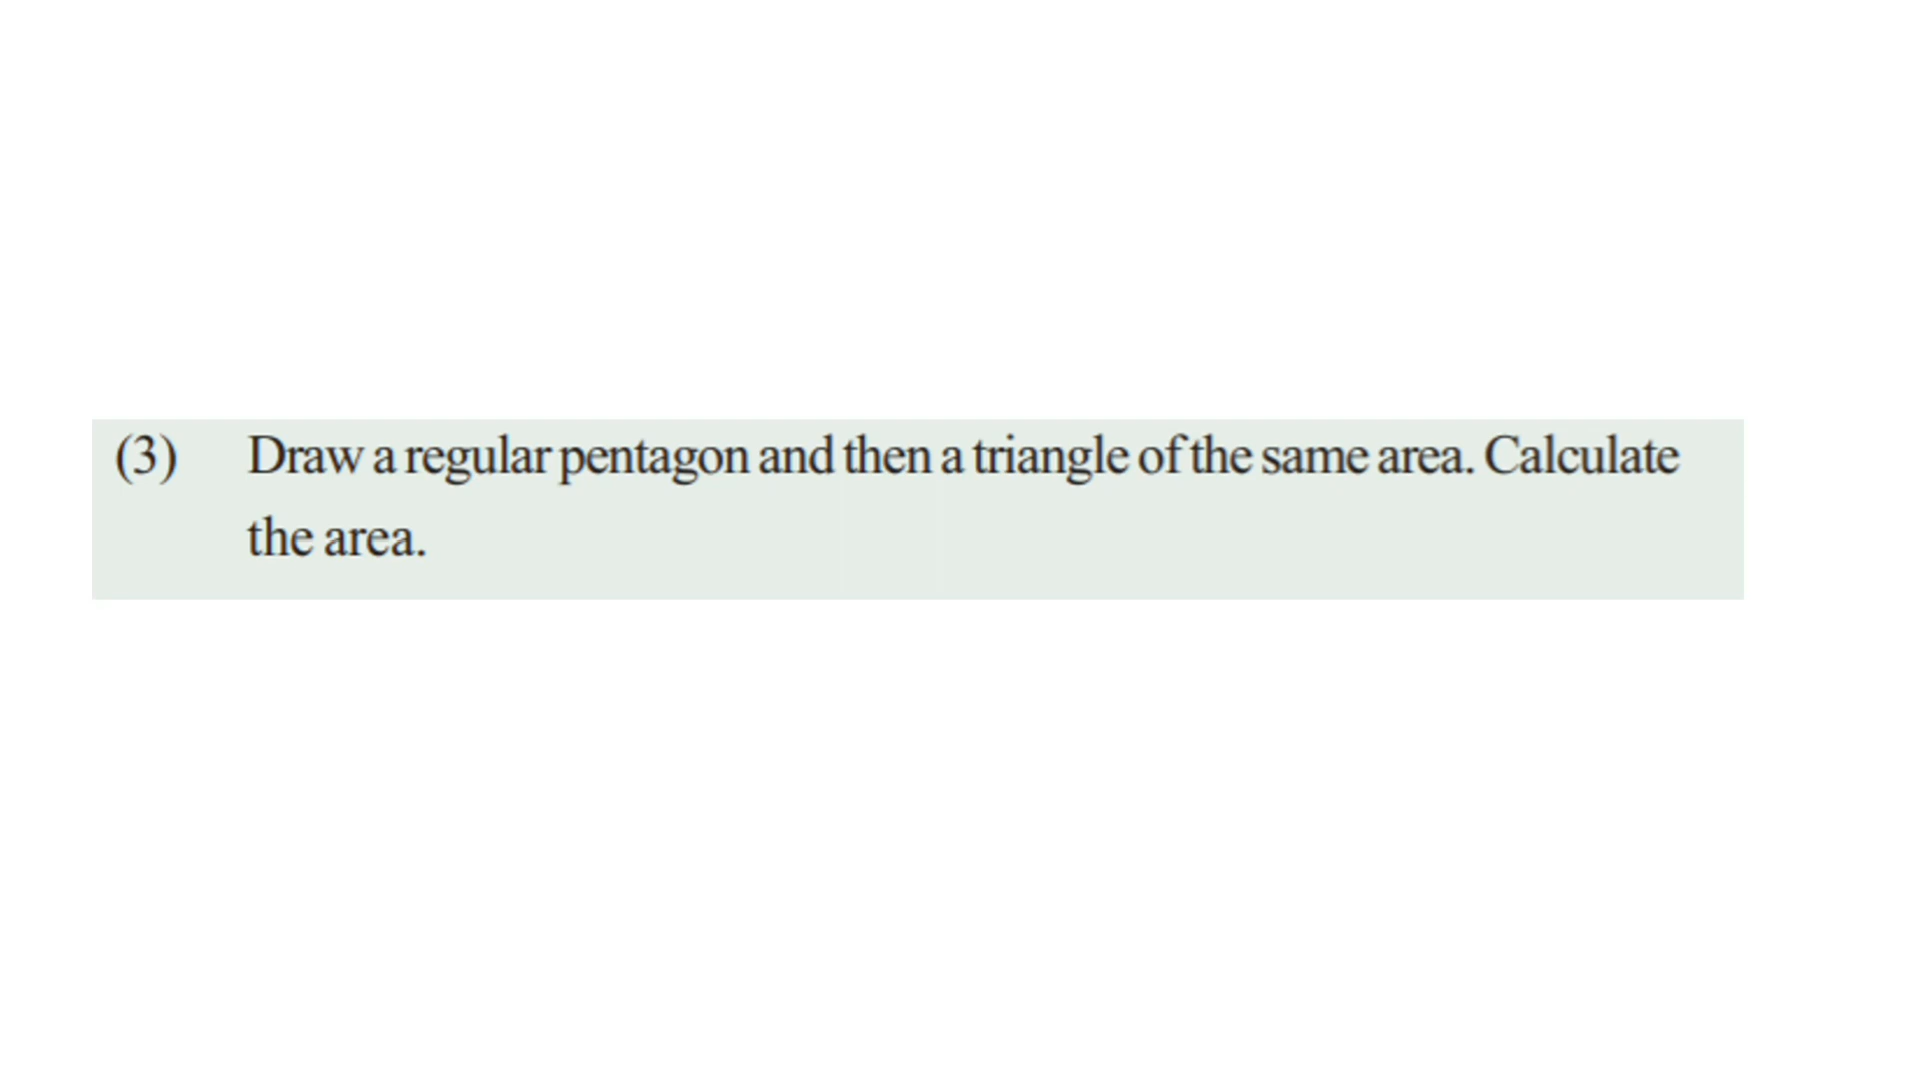 (3) Draw a regular pentagon and then a triangle of the same area. Calculate
the area.